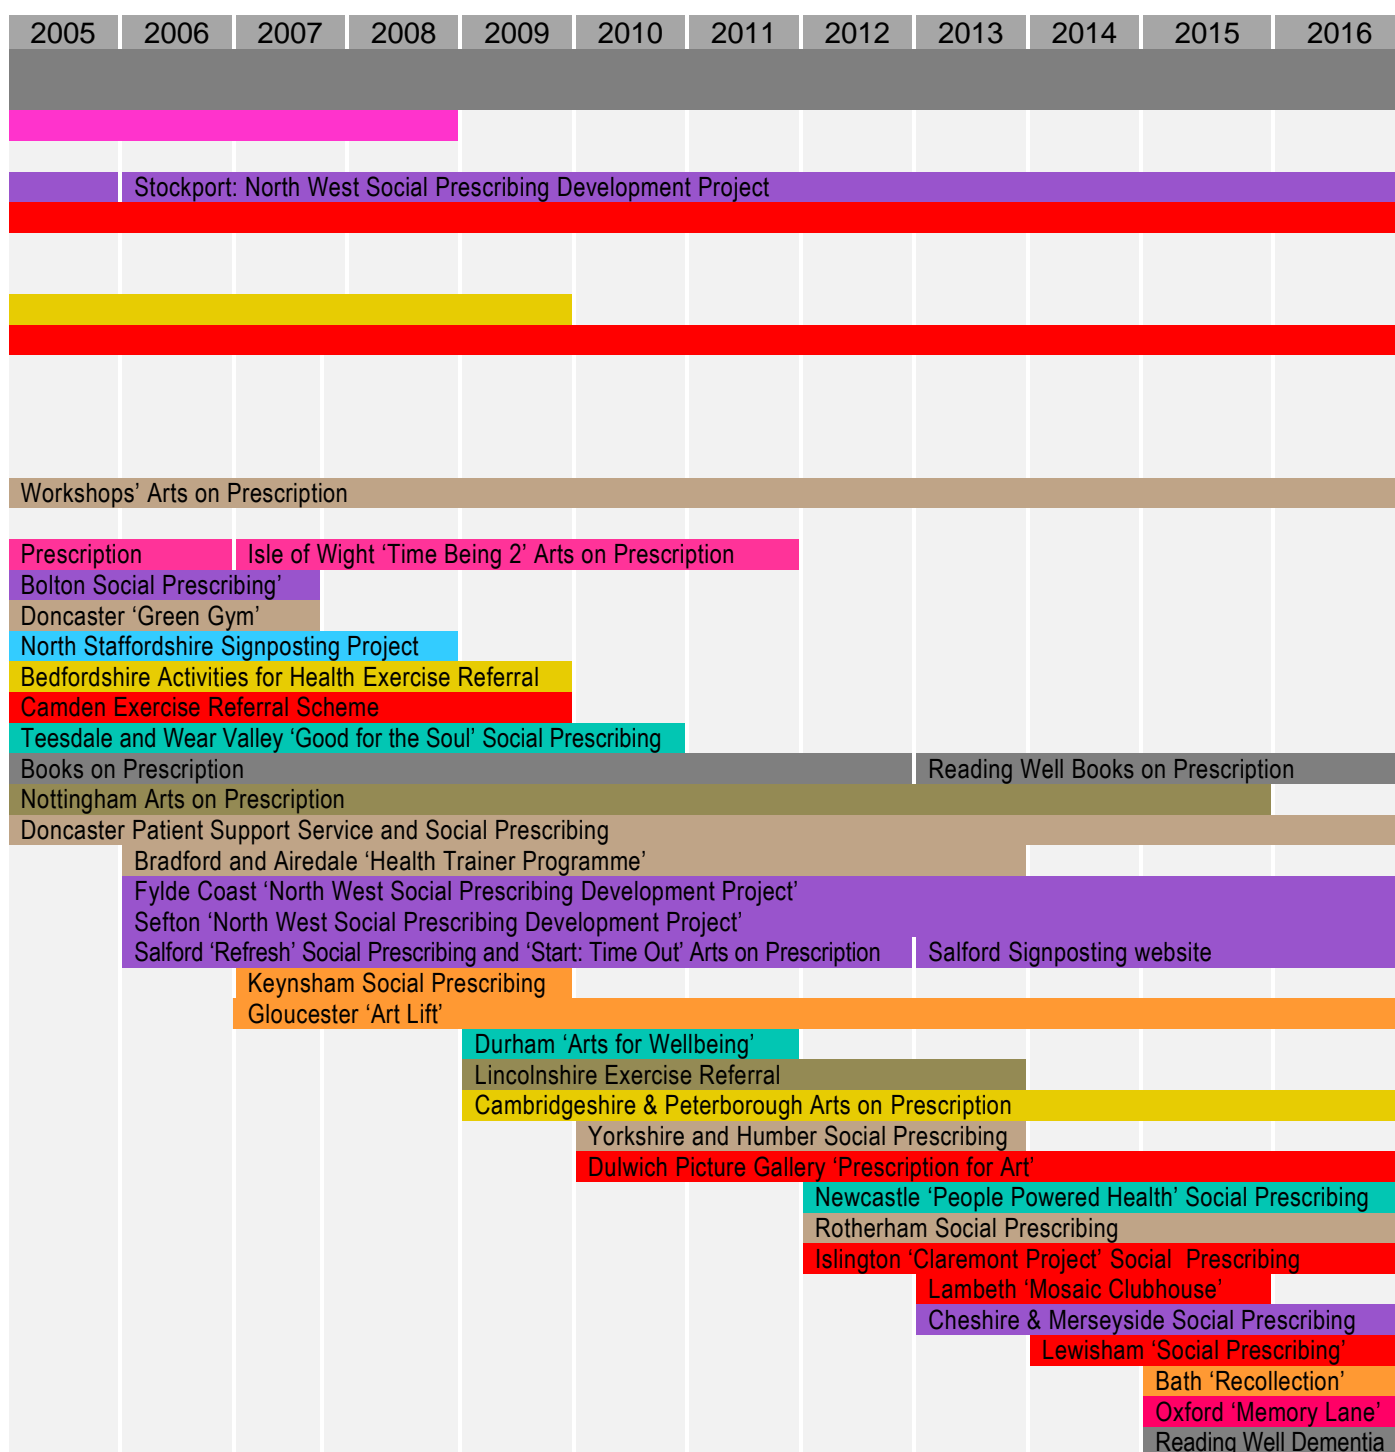 2005 2006 2007 2008 2009 2010 2011 2012 2013 2014 2015 2016
Stockport: North West Social Prescribing Development Project
Workshops’ Arts on Prescription
Prescription Isle of Wight ‘Time Being 2’ Arts on Prescription
Bolton Social Prescribing’
Doncaster ‘Green Gym’
North Staffordshire Signposting Project
Bedfordshire Activities for Health Exercise Referral
Camden Exercise Referral Scheme
Teesdale and Wear Valley ‘Good for the Soul’ Social Prescribing
Books on Prescription Reading Well Books on Prescription
Nottingham Arts on Prescription
Doncaster Patient Support Service and Social Prescribing
Bradford and Airedale ‘Health Trainer Programme’
Fylde Coast ‘North West Social Prescribing Development Project’
Sefton ‘North West Social Prescribing Development Project’
Salford ‘Refresh’ Social Prescribing and ‘Start: Time Out’ Arts on Prescription Salford Signposting website
Keynsham Social Prescribing
Gloucester ‘Art Lift’
Durham ‘Arts for Wellbeing’
Lincolnshire Exercise Referral
Cambridgeshire & Peterborough Arts on Prescription
Yorkshire and Humber Social Prescribing
Dulwich Picture Gallery ‘Prescription for Art’
Newcastle ‘People Powered Health’ Social Prescribing
Rotherham Social Prescribing
Islington ‘Claremont Project’ Social Prescribing
Lambeth ‘Mosaic Clubhouse’
Cheshire & Merseyside Social Prescribing
Lewisham ‘Social Prescribing’
Bath ‘Recollection’
Oxford ‘Memory Lane’
Reading Well Dementia